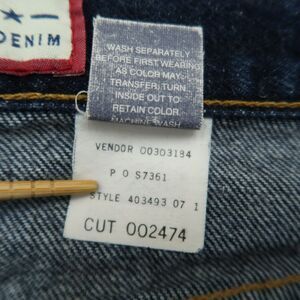 DENIM
WASH SEPARATELY
BEFORE FIRST WEARING
AS COLOR MAY
TRANSFER. TURN
INSIDE OUT TO
RETAIN COLOR.
MACHINE WASH
VENDOR 00303184
P O S7361
STYLE 403493 07 1
CUT 002474